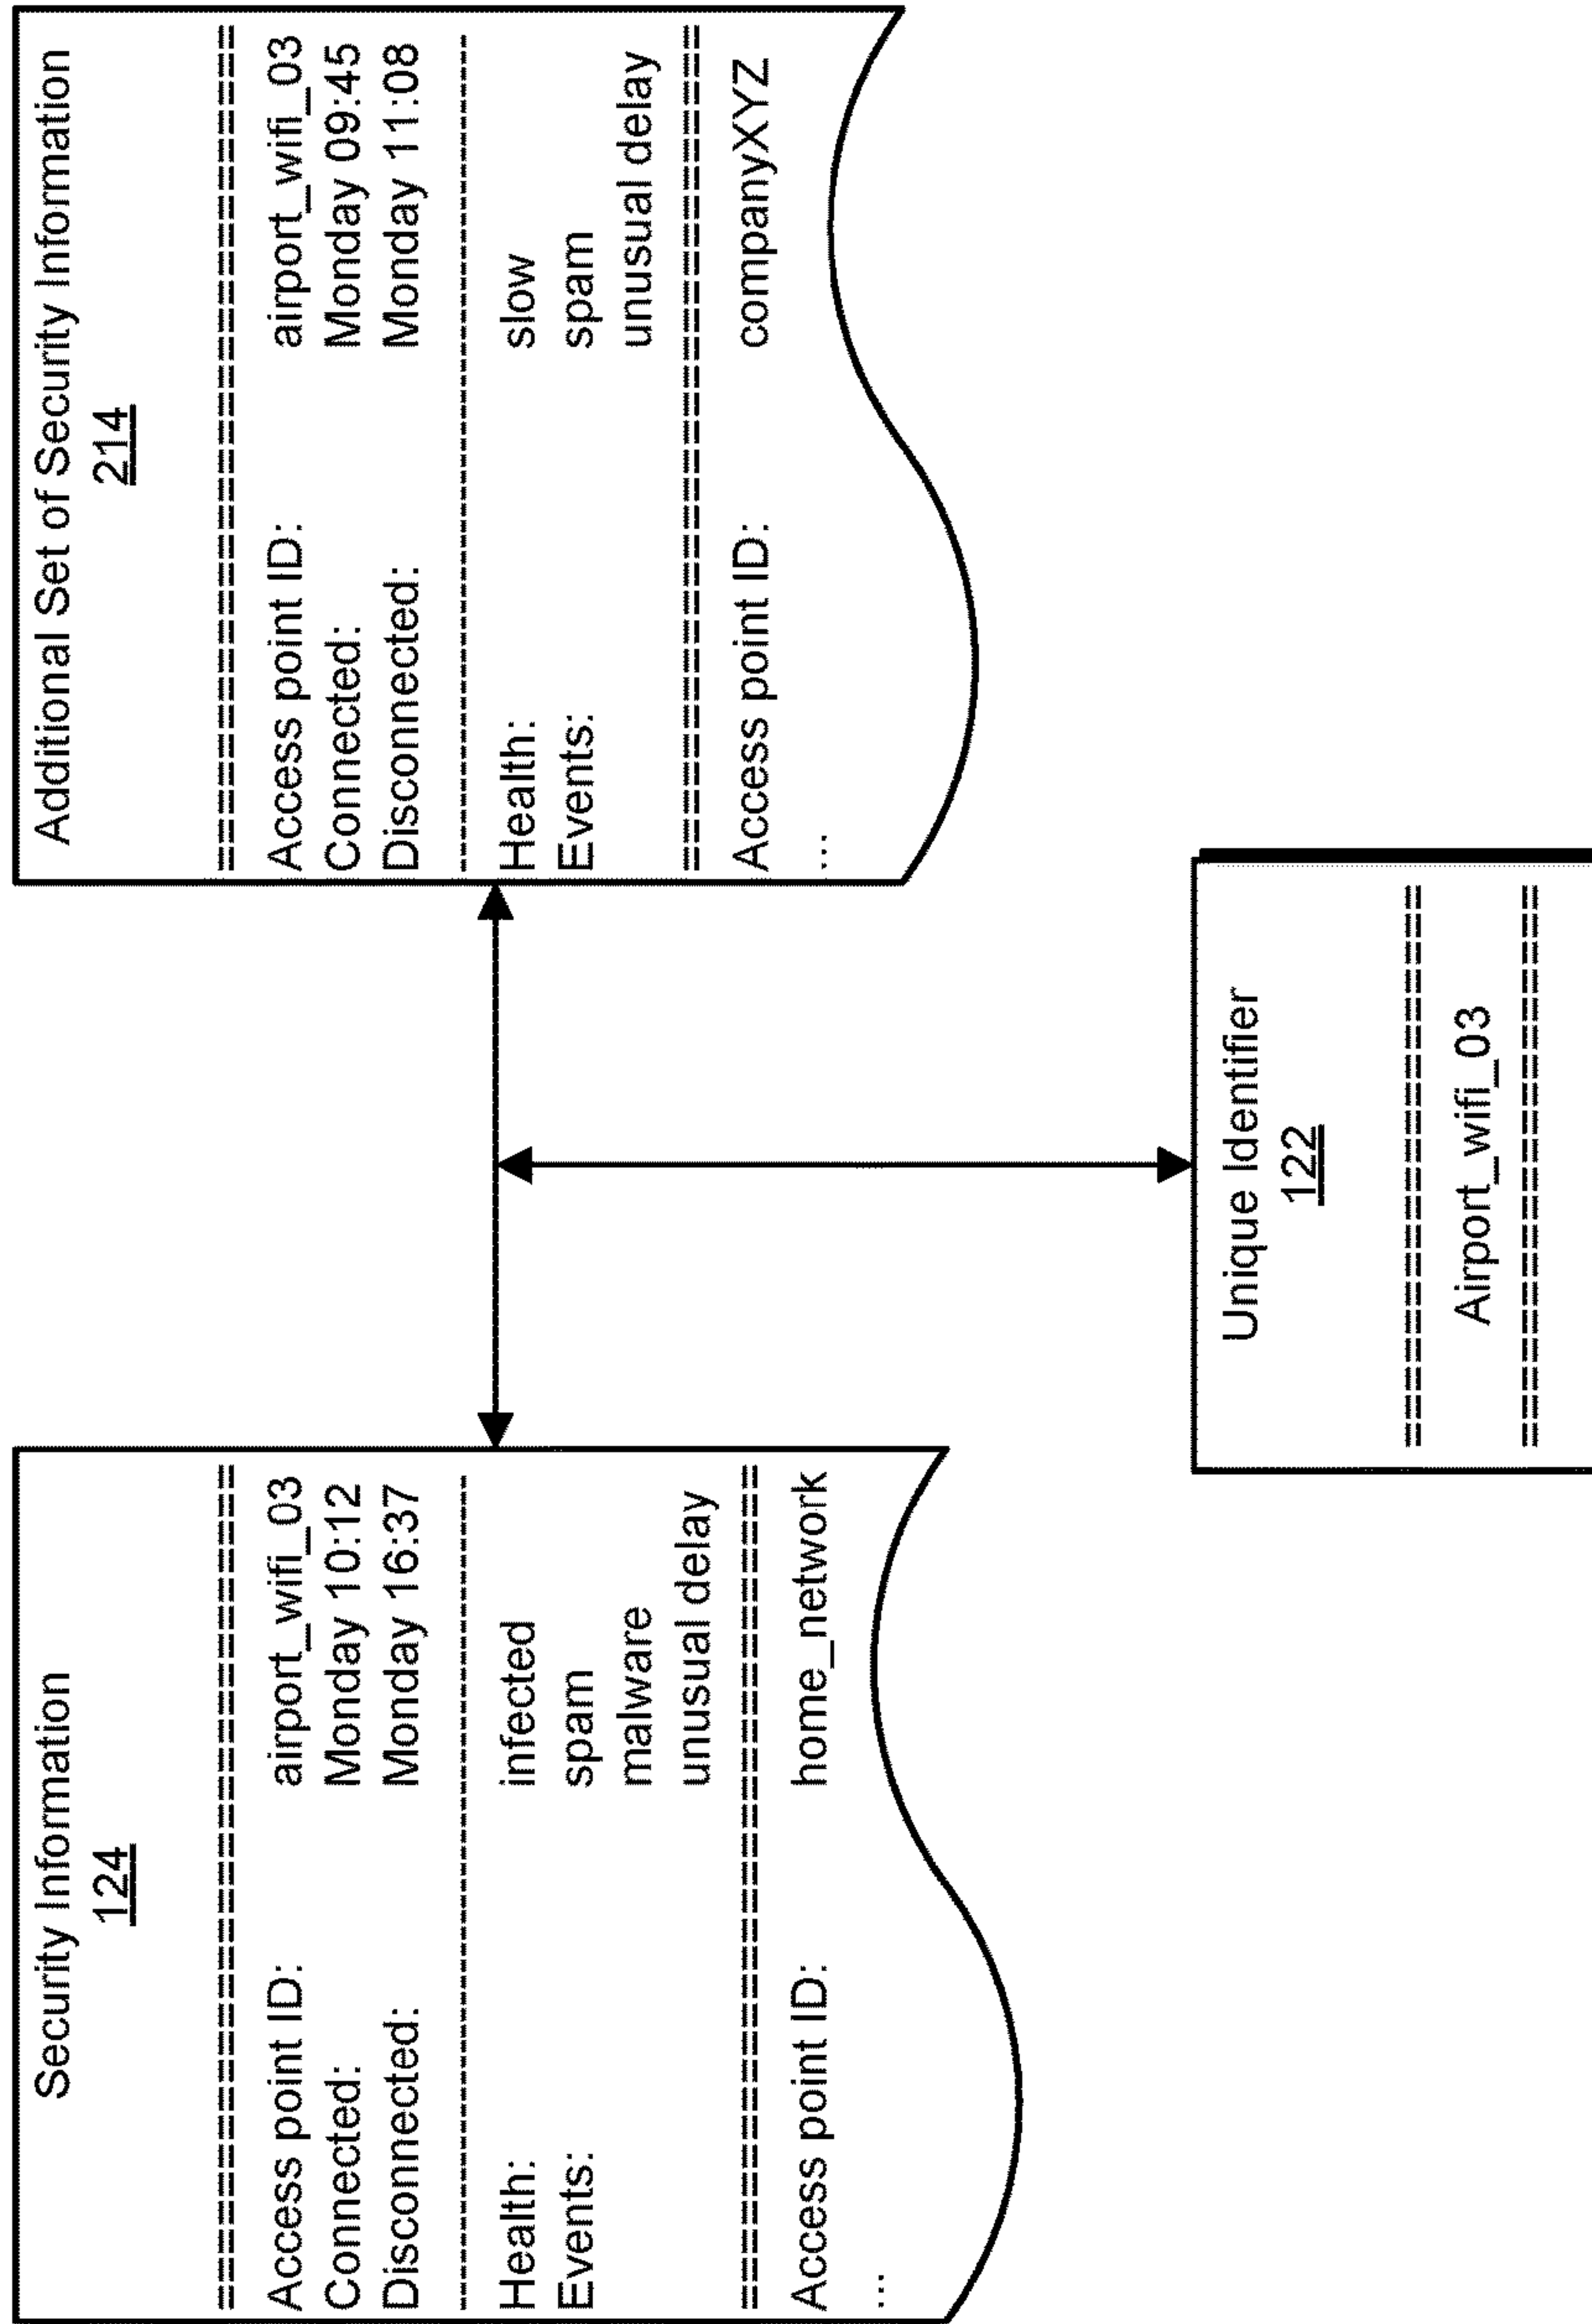 Security Information
124
================================
Access point ID: airport_wifi_03
Connected: Monday 10:12
Disconnected: Monday 16:37
--------------------------------
Health: infected
Events: spam
malware
unusual delay
================================
Access point ID: home_network
...
Additional Set of Security Information
214
================================
Access point ID: airport_wifi_03
Connected: Monday 09:45
Disconnected: Monday 11:08
--------------------------------
Health: slow
Events: spam
unusual delay
================================
Access point ID: companyXYZ
...
Unique Identifier
122
=====================
Airport_wifi_03
=====================